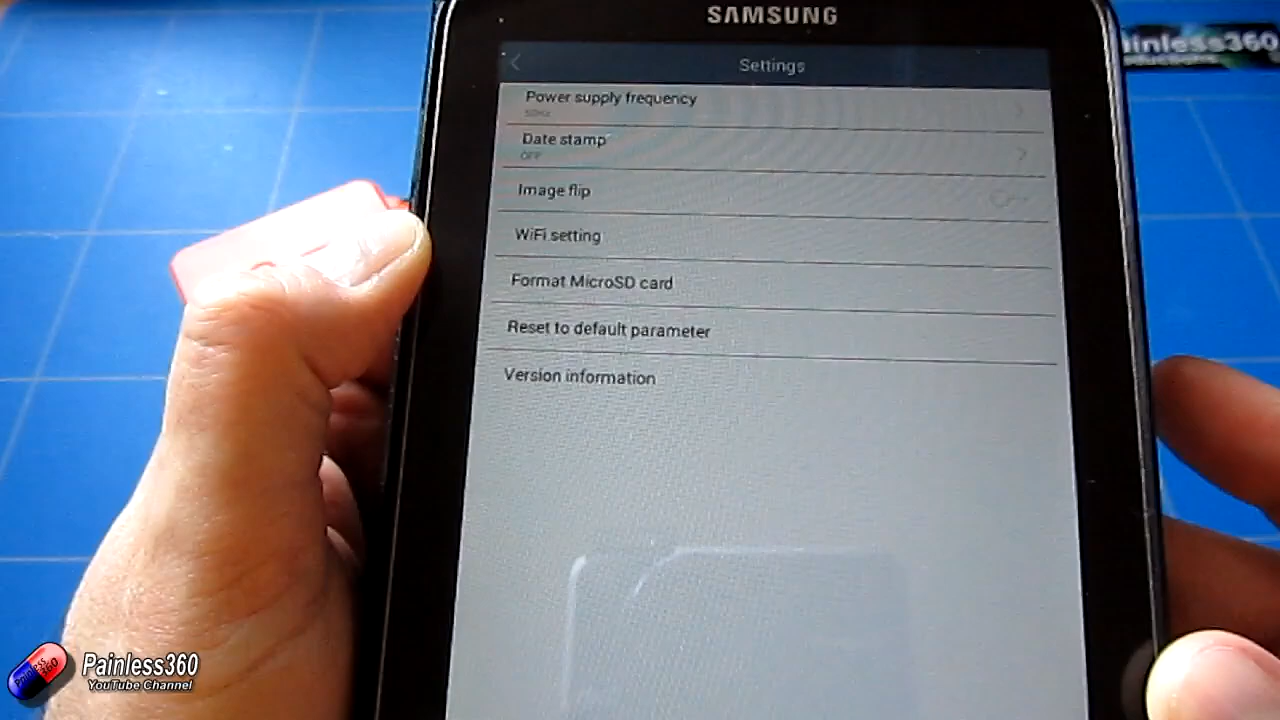 SAMSUNG
Settings
Power supply frequency
50Hz
Date stamp
OFF
Image flip
WiFi setting
Format MicroSD card
Reset to default parameter
Version information
Painless360
YouTube Channel